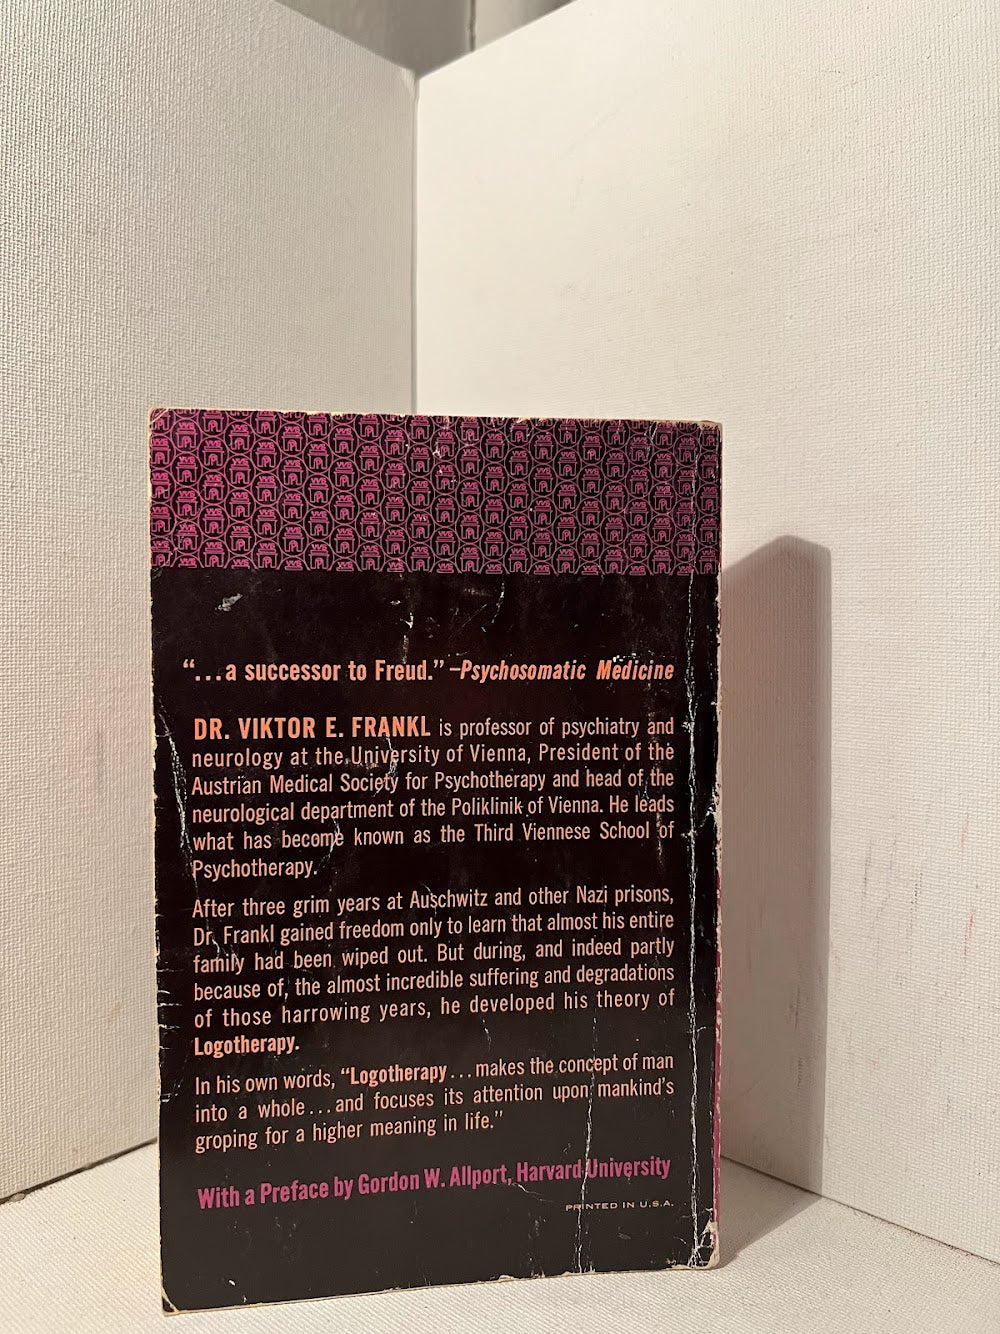 “...a successor to Freud.” –Psychosomatic Medicine
DR. VIKTOR E. FRANKL is professor of psychiatry and
neurology at the University of Vienna, President of the
Austrian Medical Society for Psychotherapy and head of the
neurological department of the Poliklinik of Vienna. He leads
what has become known as the Third Viennese School of
Psychotherapy.
After three grim years at Auschwitz and other Nazi prisons,
Dr. Frankl gained freedom only to learn that almost his entire
family had been wiped out. But during, and indeed partly
because of, the almost incredible suffering and degradations
of those harrowing years, he developed his theory of
Logotherapy.
In his own words, “Logotherapy...makes the concept of man
into a whole...and focuses its attention upon mankind’s
groping for a higher meaning in life.”
With a Preface by Gordon W. Allport, Harvard University
PRINTED IN U.S.A.